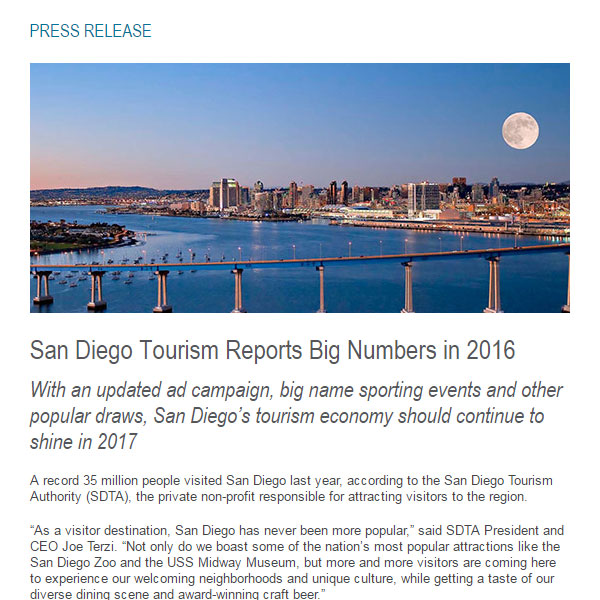 PRESS RELEASE
San Diego Tourism Reports Big Numbers in 2016
With an updated ad campaign, big name sporting events and other
popular draws, San Diego’s tourism economy should continue to
shine in 2017
A record 35 million people visited San Diego last year, according to the San Diego Tourism
Authority (SDTA), the private non-profit responsible for attracting visitors to the region.
“As a visitor destination, San Diego has never been more popular,” said SDTA President and
CEO Joe Terzi. “Not only do we boast some of the nation’s most popular attractions like the
San Diego Zoo and the USS Midway Museum, but more and more visitors are coming here
to experience our welcoming neighborhoods and unique culture, while getting a taste of our
diverse dining scene and award-winning craft beer.”